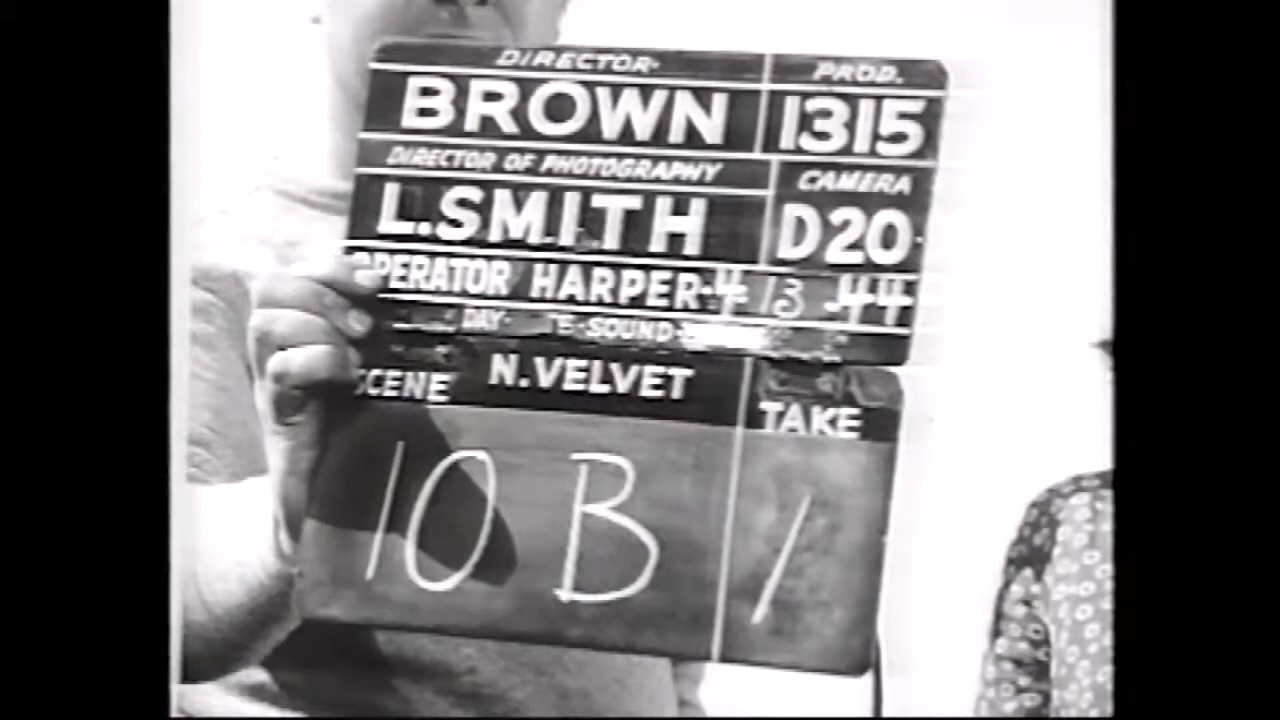 DIRECTOR- PROD.
BROWN 1315
DIRECTOR OF PHOTOGRAPHY CAMERA
L.SMITH D20
OPERATOR HARPER-4 13 44
DAY- SOUND-
SCENE N.VELVET TAKE
10 B 1